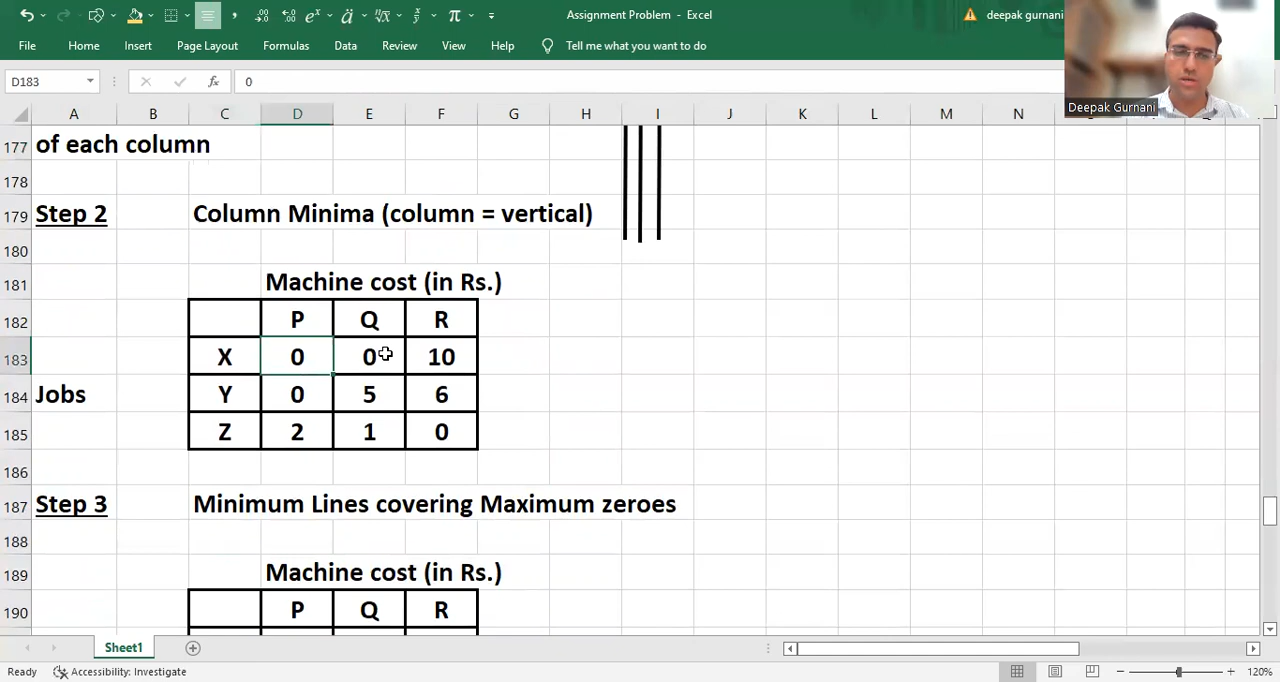 Assignment Problem - Excel
deepak gurnani
File Home Insert Page Layout Formulas Data Review View Help Tell me what you want to do
D183 fx 0
Deepak Gurnani
A B C D E F G H I J K L M N O
177 of each column
178
179 Step 2 Column Minima (column = vertical)
180
181 Machine cost (in Rs.)
182 P Q R
183 X 0 0 10
184 Jobs Y 0 5 6
185 Z 2 1 0
186
187 Step 3 Minimum Lines covering Maximum zeroes
188
189 Machine cost (in Rs.)
190 P Q R
Sheet1
Ready Accessibility: Investigate 120%